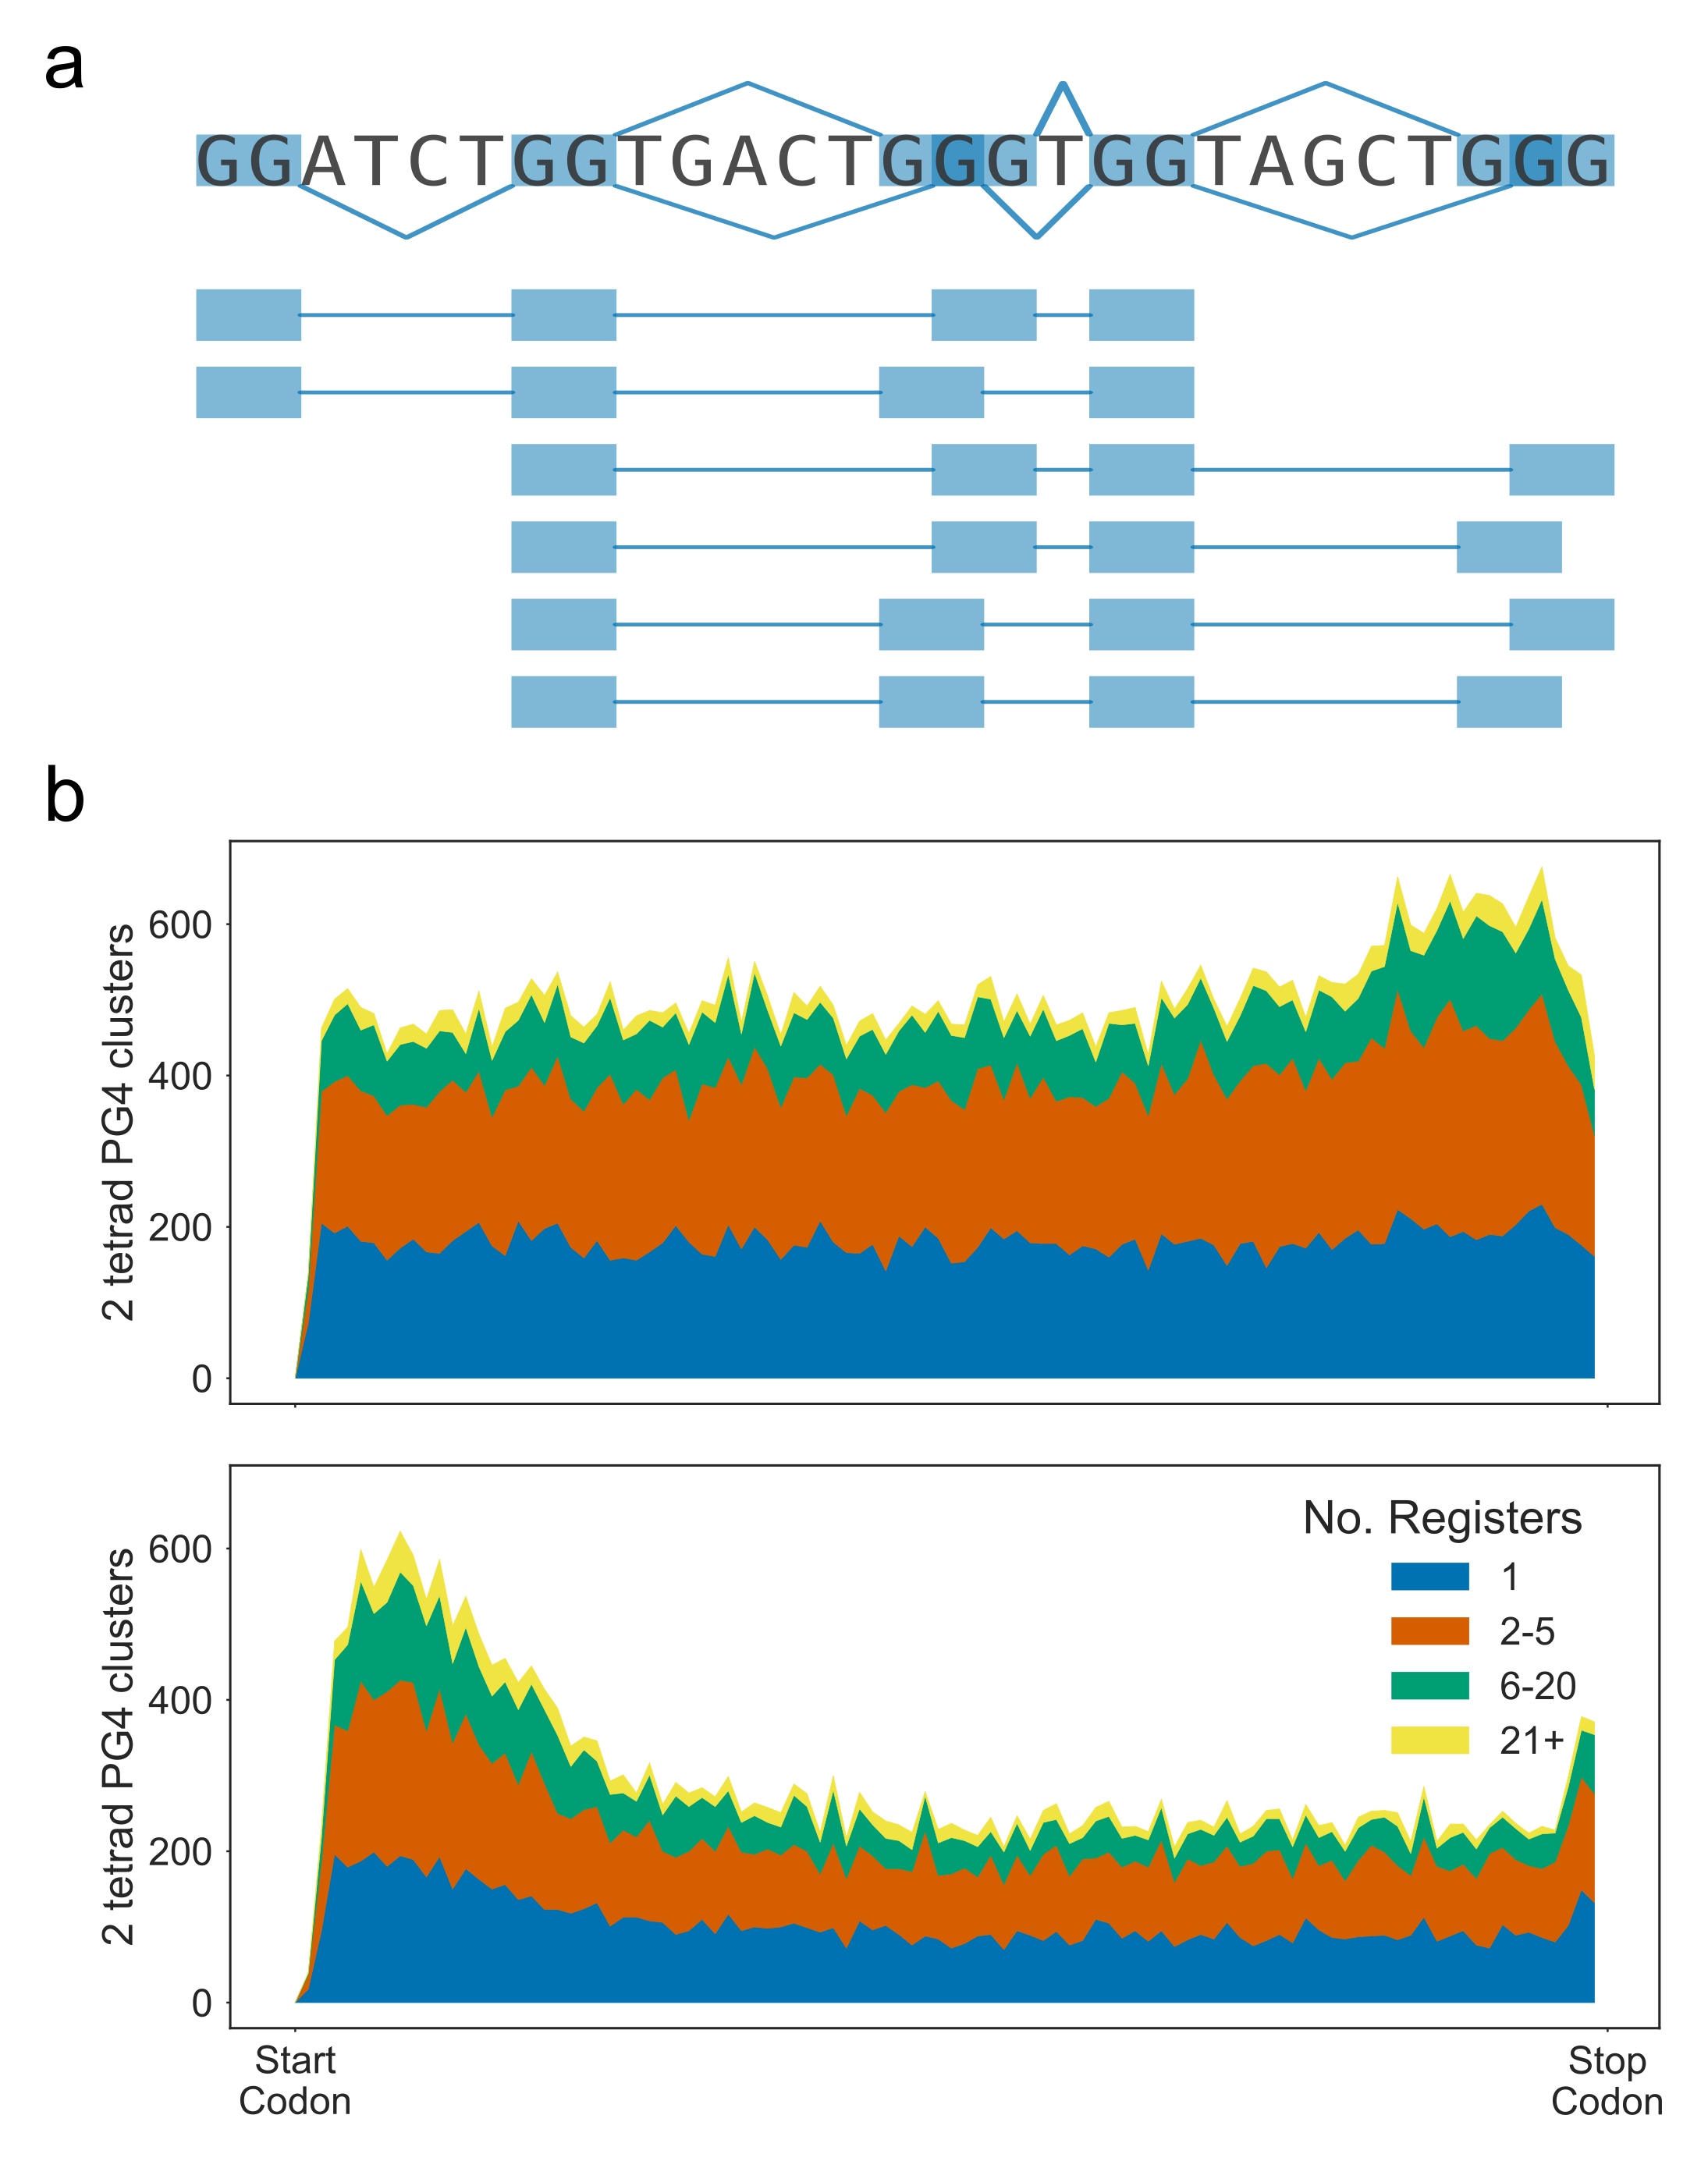 a
GGATCTGGTGACTGGGTGGTAGCTGGG
b
2 tetrad PG4 clusters
600
400
200
0
2 tetrad PG4 clusters
600
400
200
0
No. Registers
1
2-5
6-20
21+
Start
Codon
Stop
Codon